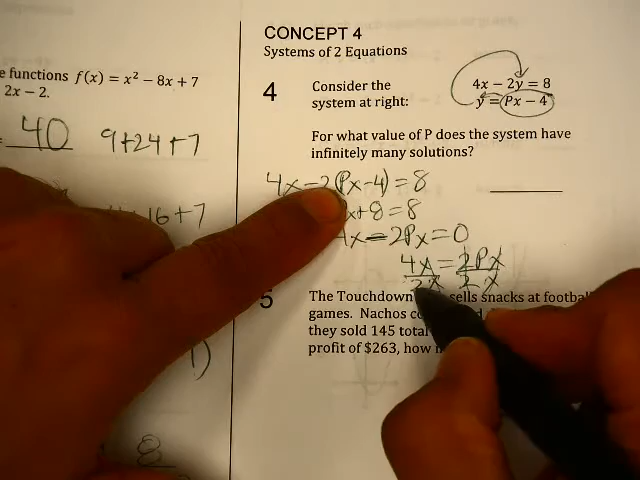 CONCEPT 4
Systems of 2 Equations
e functions f(x) = x² − 8x + 7
2x − 2.
40 9+24+7
16+7
4 Consider the
system at right:
4x − 2y = 8
y = Px − 4
For what value of P does the system have
infinitely many solutions?
4x−2(Px−4)=8
x+8=8
4x−2Px=0
4x=2Px
2x 2 x
5 The Touchdown sells snacks at footbal
games. Nachos
they sold 145 total
profit of $263, how
8